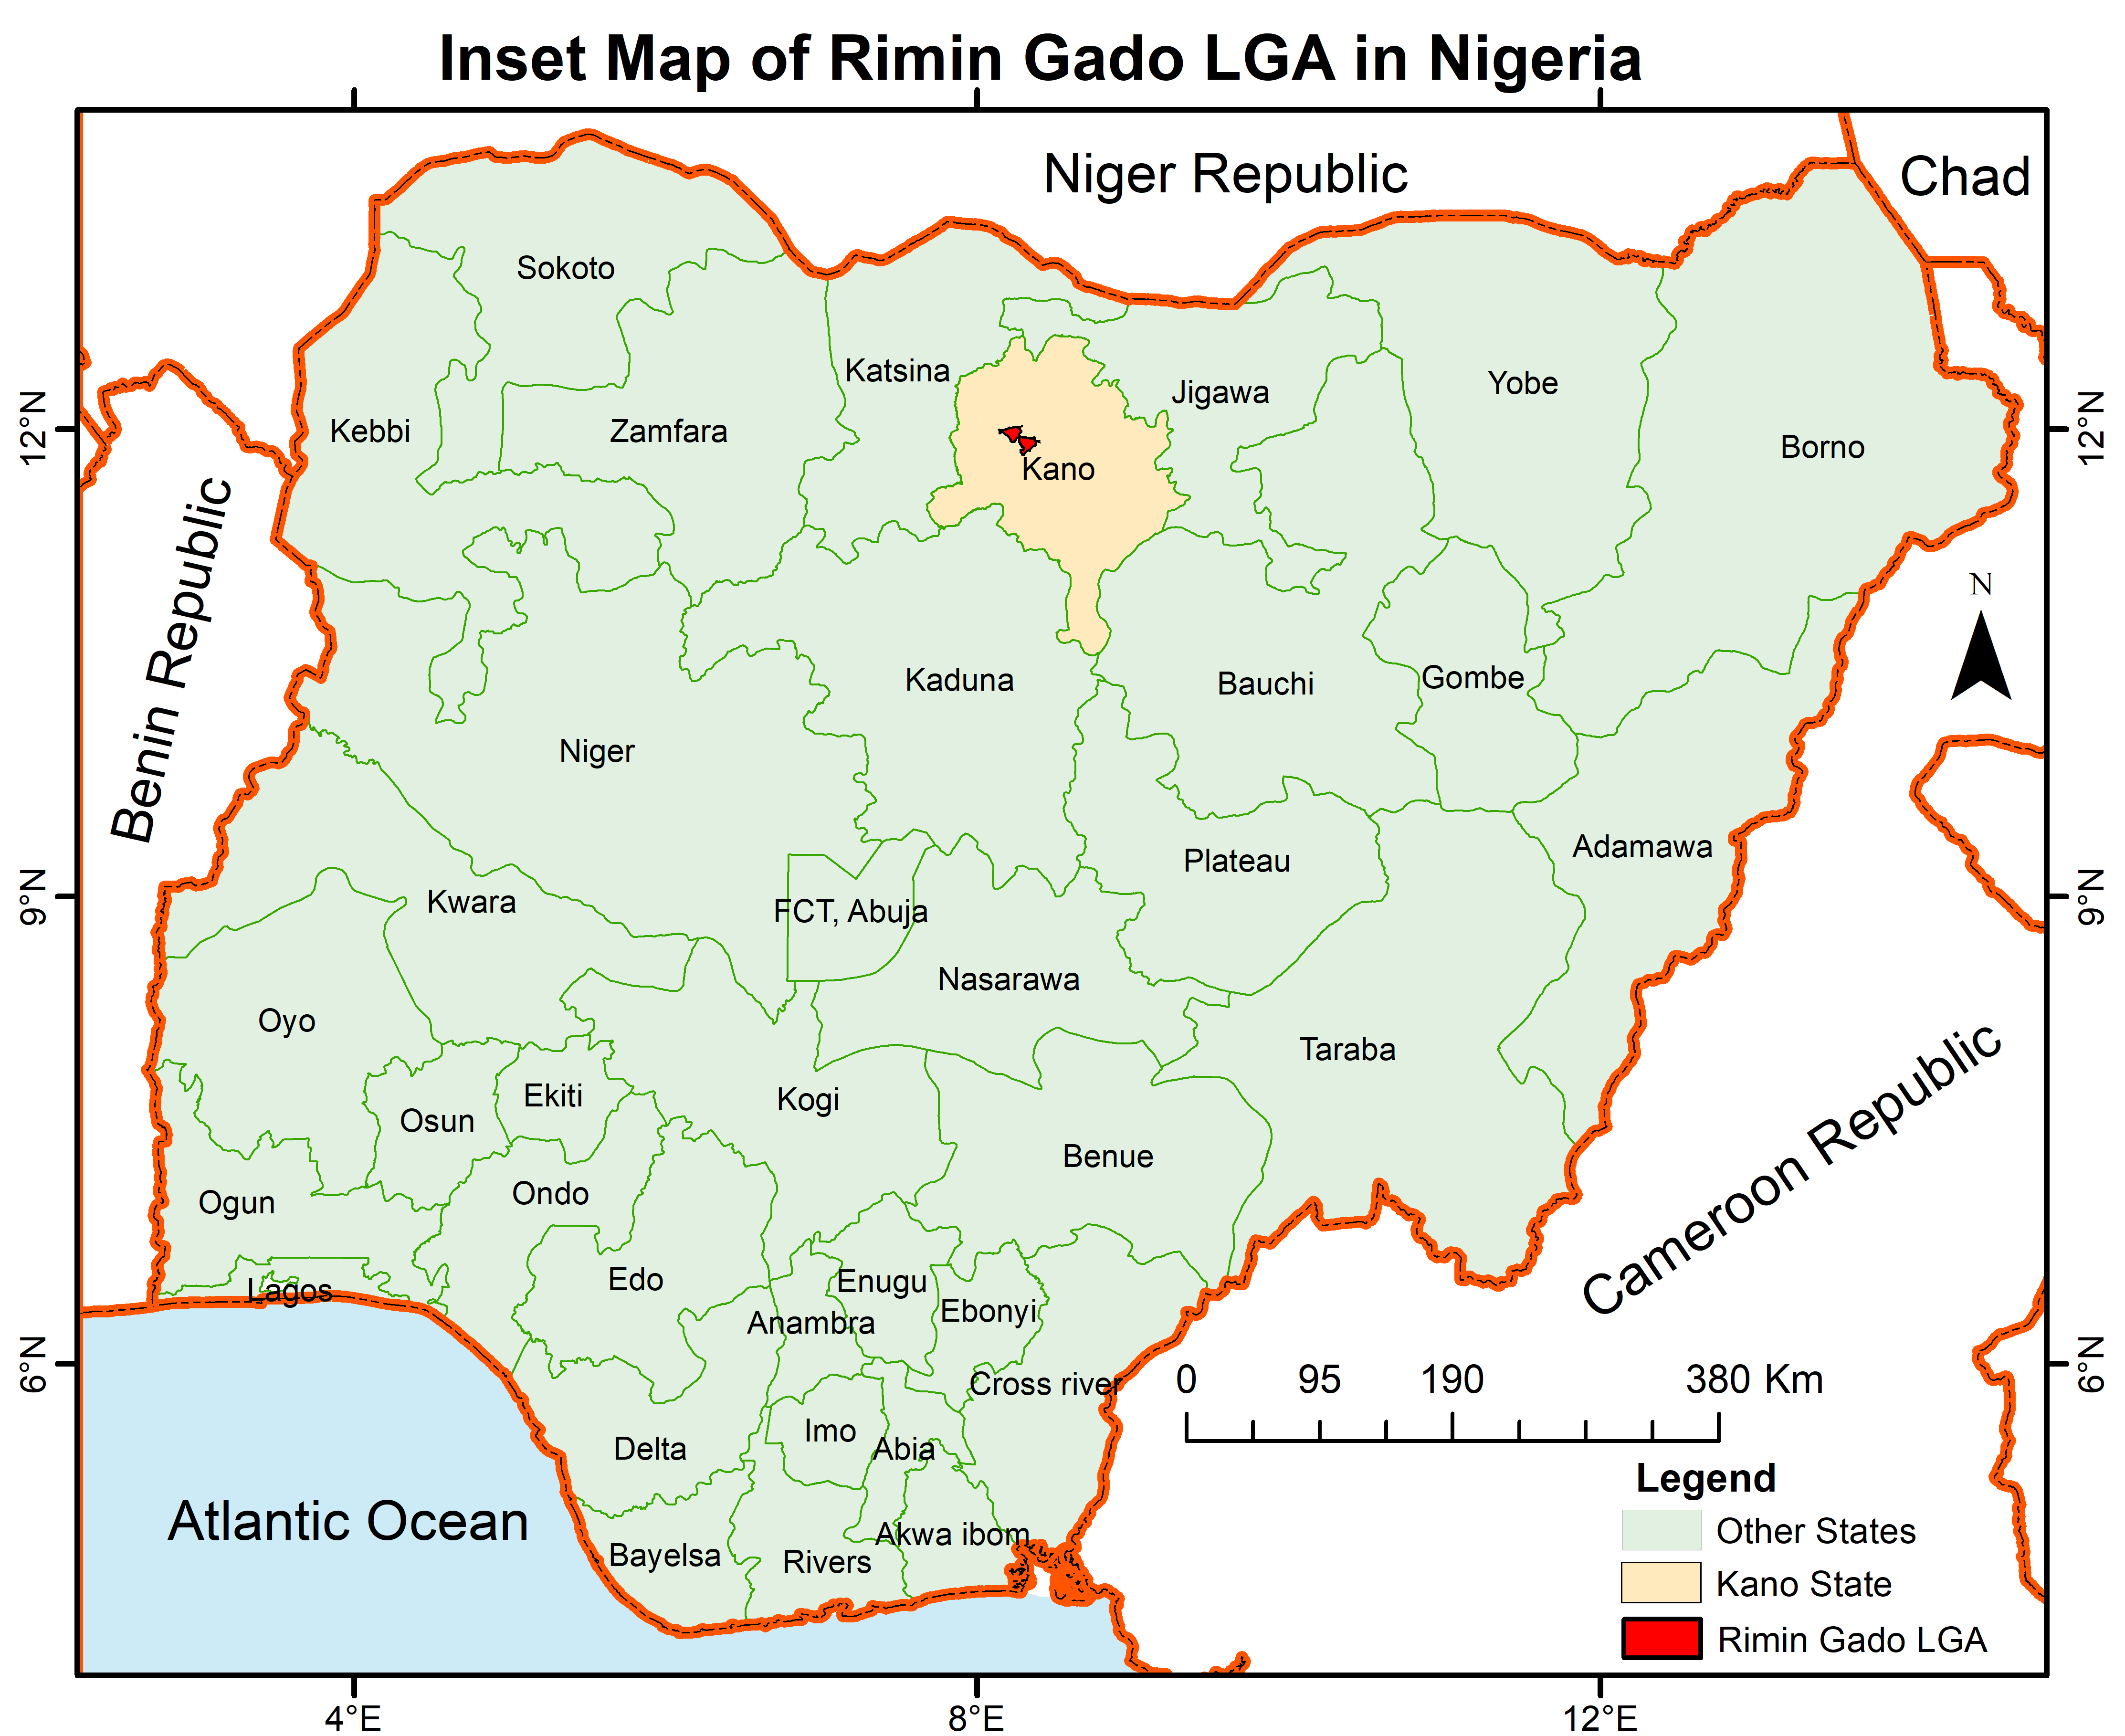 Inset Map of Rimin Gado LGA in Nigeria
Niger Republic
Chad
Sokoto
Katsina
Jigawa
Yobe
Kebbi
Zamfara
Kano
Borno
12°N
12°N
Benin Republic
N
Kaduna
Bauchi
Gombe
Niger
Plateau
Adamawa
9°N
9°N
Kwara
FCT, Abuja
Nasarawa
Oyo
Taraba
Ekiti
Kogi
Osun
Benue
Ogun
Ondo
Cameroon Republic
Lagos
Edo
Enugu
Anambra
Ebonyi
6°N
6°N
Cross river
0 95 190 380 Km
Imo
Delta
Abia
Atlantic Ocean
Akwa ibom
Bayelsa
Rivers
Legend
Other States
Kano State
Rimin Gado LGA
4°E
8°E
12°E